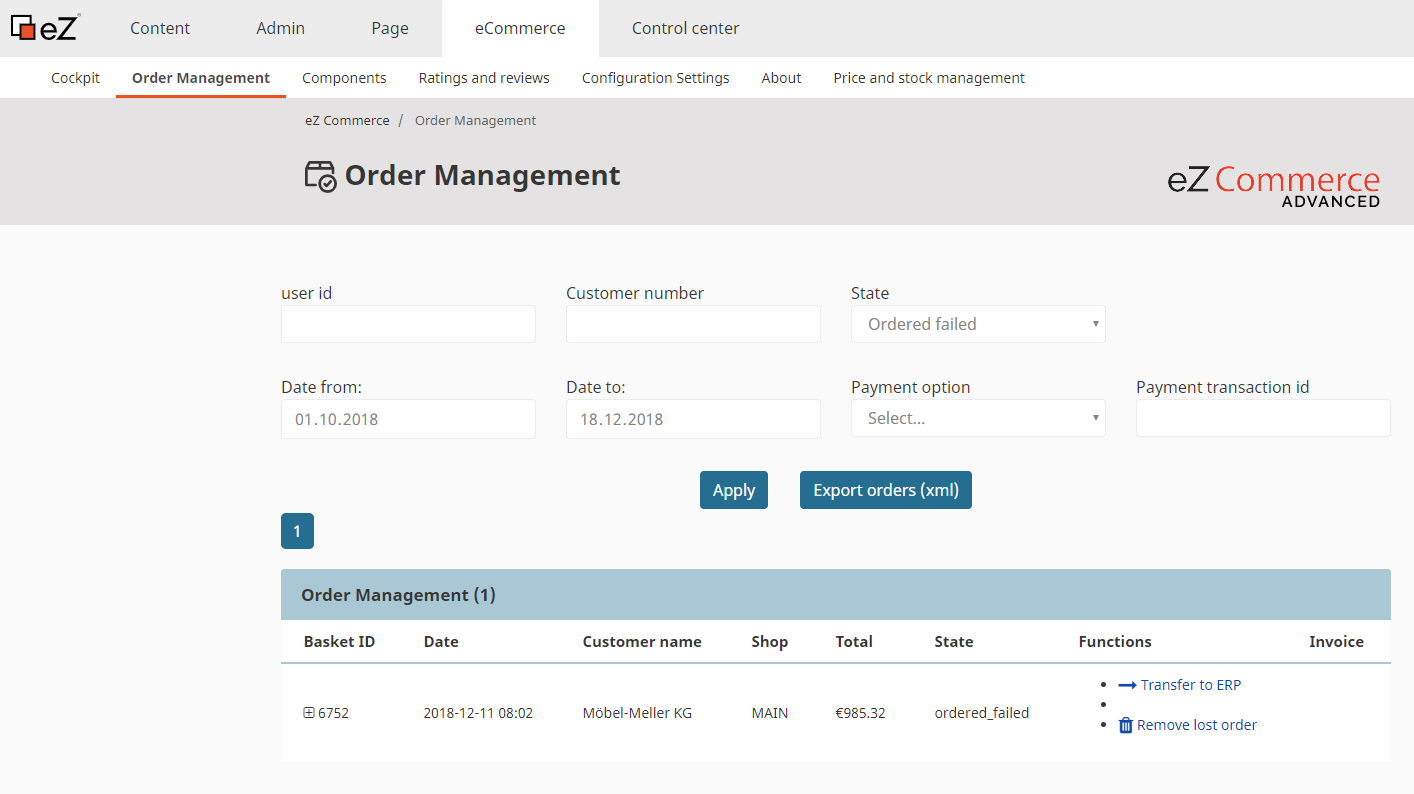 eZ Content Admin Page eCommerce Control center
Cockpit Order Management Components Ratings and reviews Configuration Settings About Price and stock management
eZ Commerce / Order Management
Order Management
eZ Commerce
ADVANCED
user id Customer number State
Ordered failed
Date from: Date to: Payment option Payment transaction id
01.10.2018 18.12.2018 Select...
Apply Export orders (xml)
1
Order Management (1)
Basket ID Date Customer name Shop Total State Functions Invoice
Transfer to ERP
6752 2018-12-11 08:02 Möbel-Meller KG MAIN €985.32 ordered_failed
Remove lost order